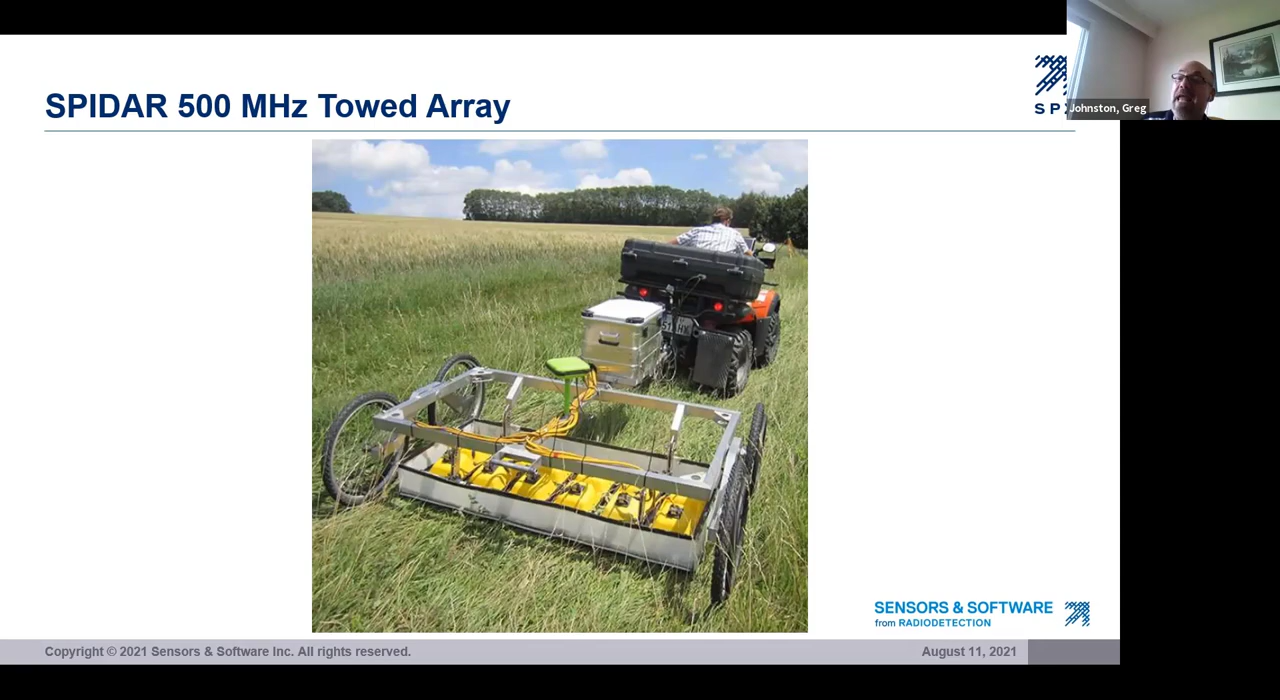 SPIDAR 500 MHz Towed Array
Johnston, Greg
SENSORS & SOFTWARE
from RADIODETECTION
Copyright © 2021 Sensors & Software Inc. All rights reserved.
August 11, 2021